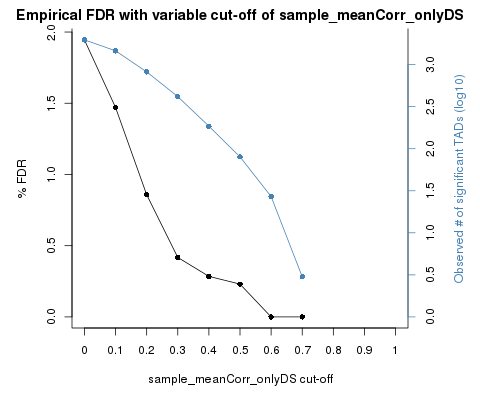 Empirical FDR with variable cut-off of sample_meanCorr_onlyDS
2.0
1.5
1.0
0.5
0.0
% FDR
3.0
2.5
2.0
1.5
1.0
0.5
0.0
Observed # of significant TADs (log10)
0 0.1 0.2 0.3 0.4 0.5 0.6 0.7 0.8 0.9 1
sample_meanCorr_onlyDS cut-off